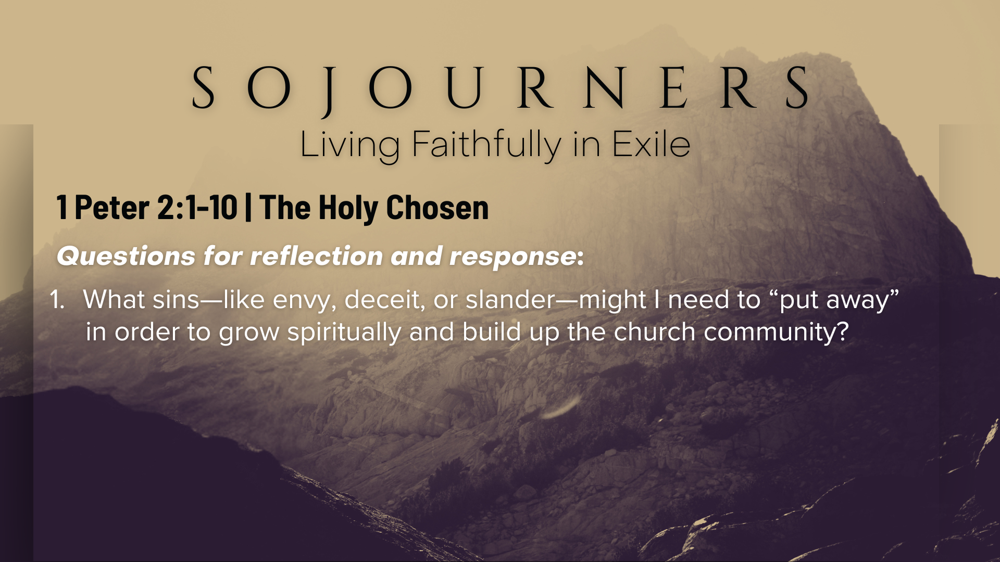 SOJOURNERS
Living Faithfully in Exile
1 Peter 2:1-10 | The Holy Chosen
Questions for reflection and response:
1. What sins—like envy, deceit, or slander—might I need to “put away”
in order to grow spiritually and build up the church community?